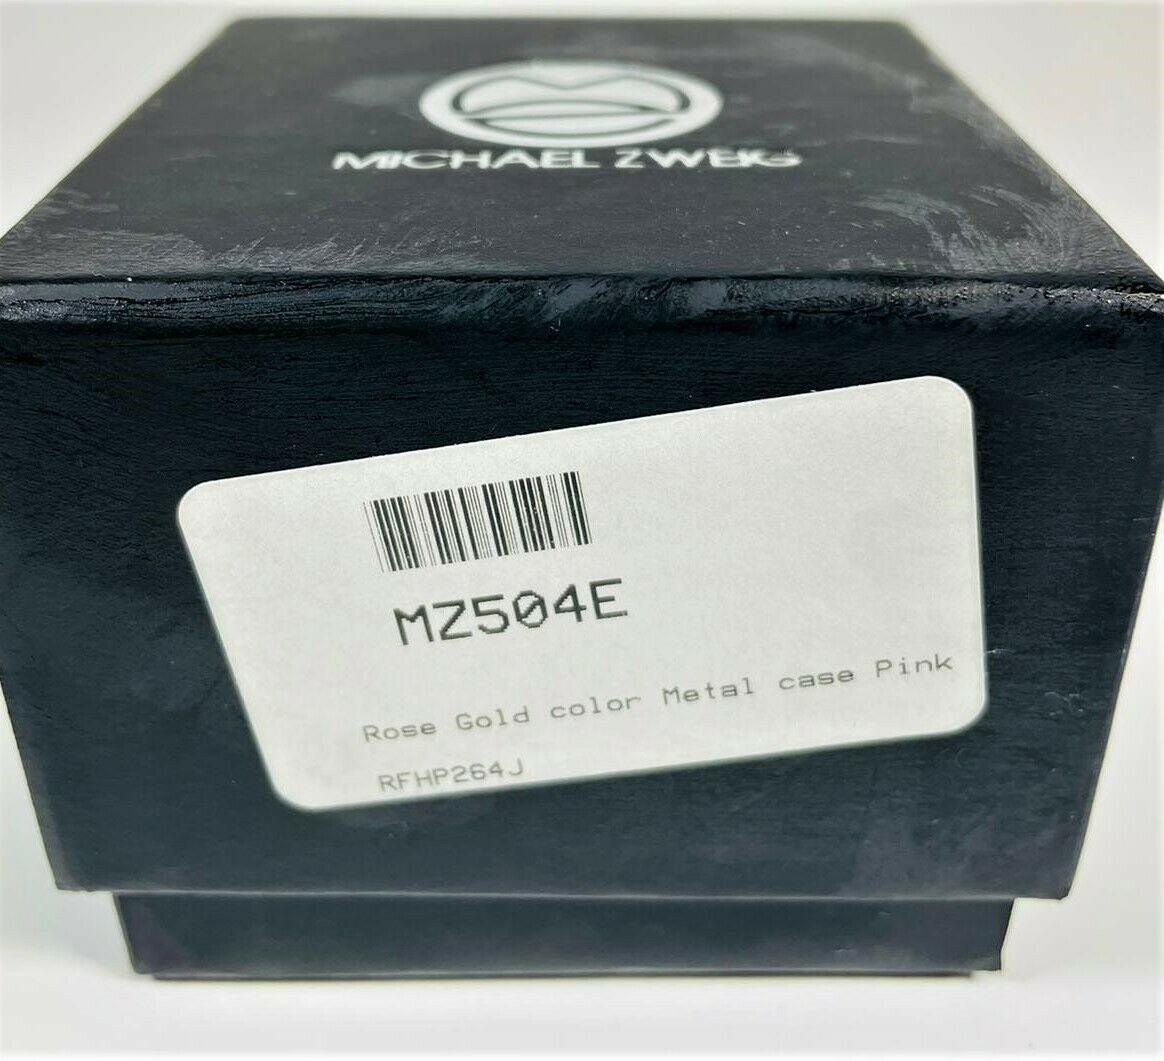 MICHAEL ZWEIG
MZ504E
Rose Gold color Metal case Pink
RFHP264J